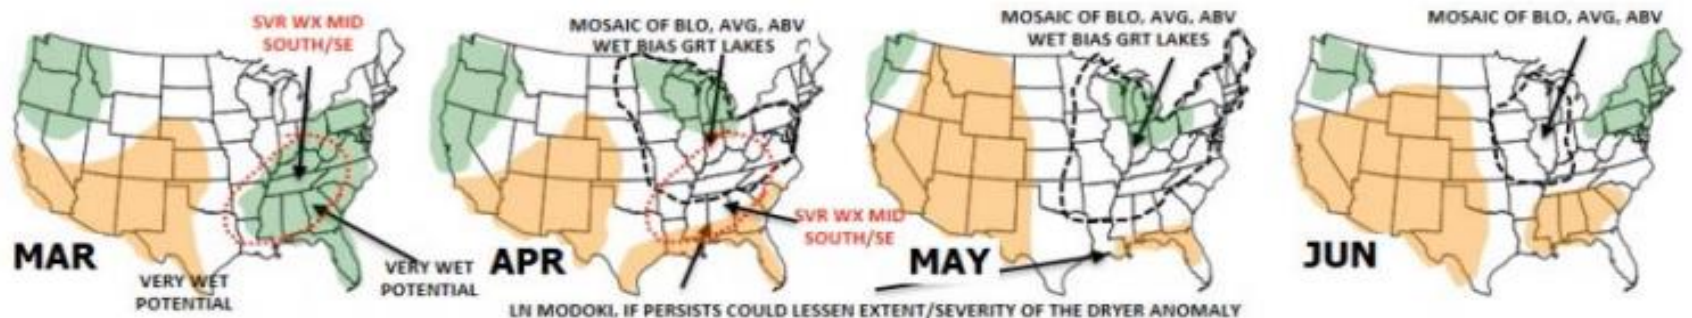 SVR WX MID
SOUTH/SE
MAR
VERY WET
POTENTIAL
VERY WET
POTENTIAL
MOSAIC OF BLO, AVG, ABV
WET BIAS GRT LAKES
APR
SVR WX MID
SOUTH/SE
MOSAIC OF BLO, AVG, ABV
WET BIAS GRT LAKES
MAY
MOSAIC OF BLO, AVG, ABV
JUN
LN MODOKI, IF PERSISTS COULD LESSEN EXTENT/SEVERITY OF THE DRYER ANOMALY